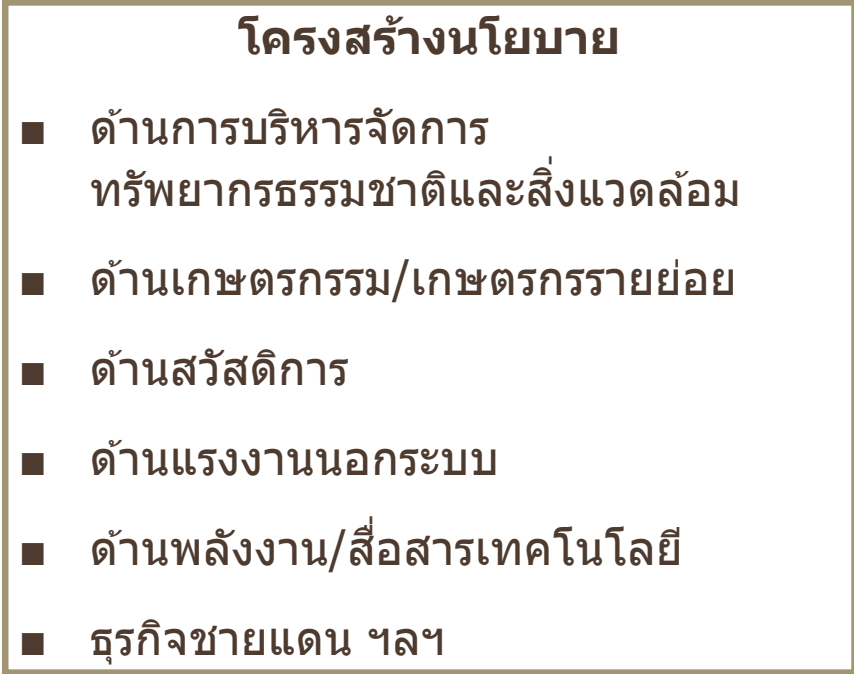 โครงสร้างนโยบาย
■ ด้านการบริหารจัดการ
ทรัพยากรธรรมชาติและสิ่งแวดล้อม
■ ด้านเกษตรกรรม/เกษตรกรรายย่อย
■ ด้านสวัสดิการ
■ ด้านแรงงานนอกระบบ
■ ด้านพลังงาน/สื่อสารเทคโนโลยี
■ ธุรกิจชายแดน ฯลฯ